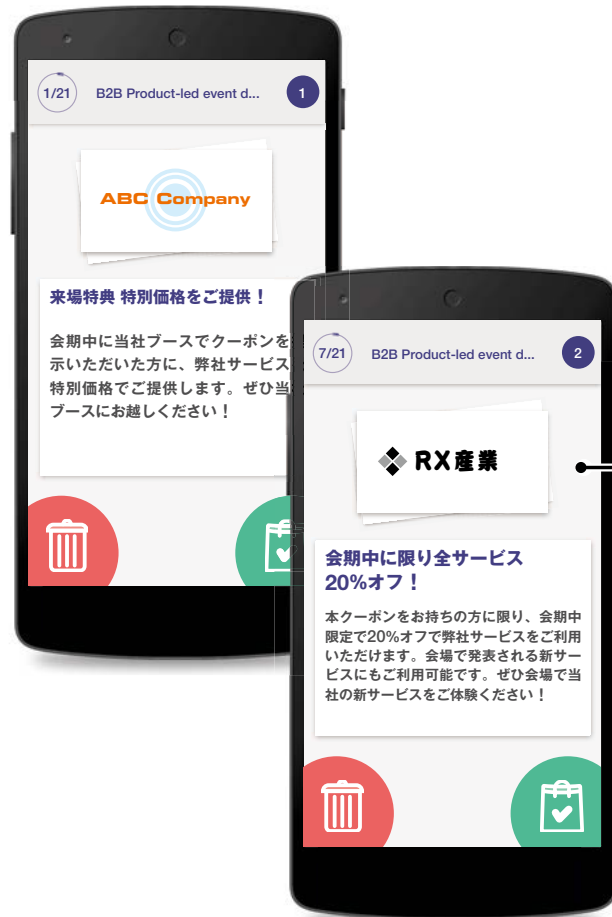 1/21
B2B Product-led event d...
1
ABC Company
来場特典 特別価格をご提供！
会期中に当社ブースでクーポンを
示いただいた方に、弊社サービス
特別価格でご提供します。ぜひ当
ブースにお越しください！
7/21
B2B Product-led event d...
2
RX産業
会期中に限り全サービス
20%オフ！
本クーポンをお持ちの方に限り、会期中
限定で20%オフで弊社サービスをご利用
いただけます。会場で発表される新サー
ビスにもご利用可能です。ぜひ会場で当
社の新サービスをご体験ください！